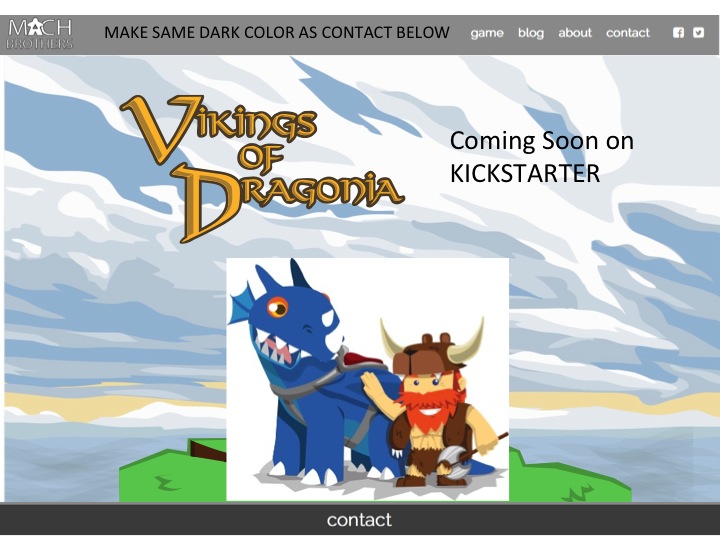 MACH
BROTHERS
MAKE SAME DARK COLOR AS CONTACT BELOW
game blog about contact
Vikings
of
Dragonia
Coming Soon on
KICKSTARTER
contact